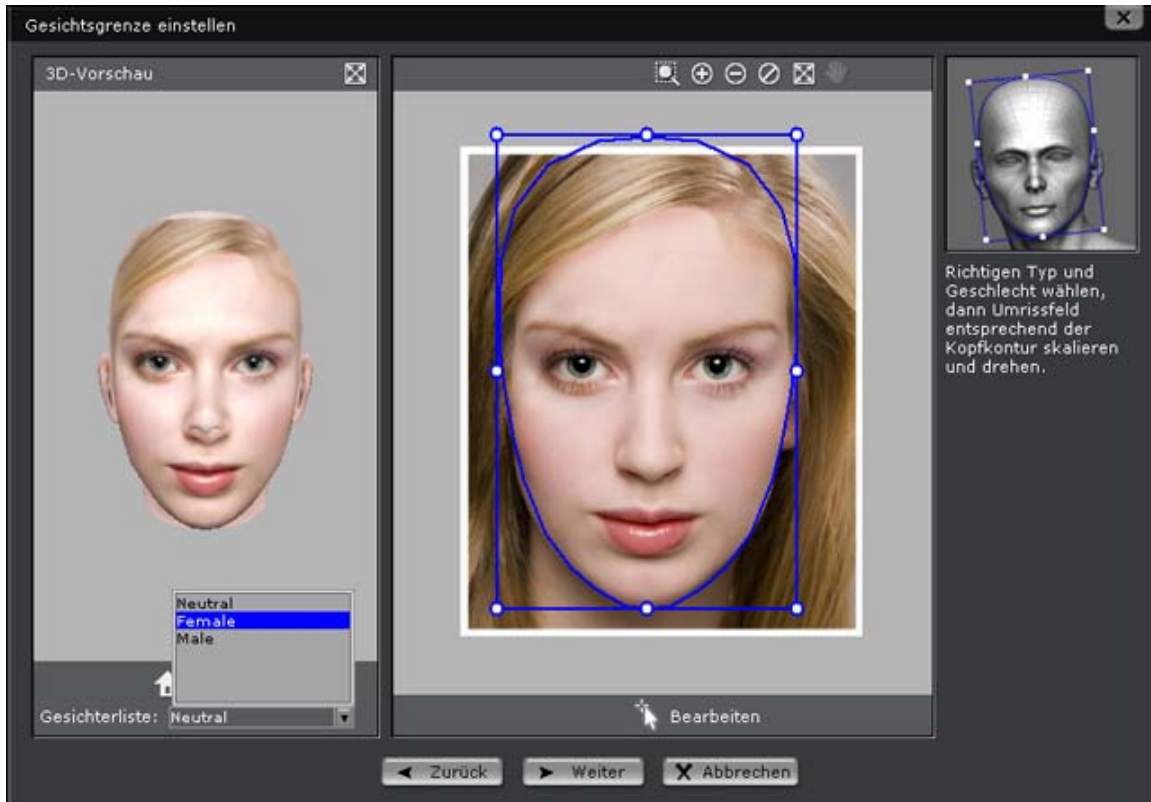 Gesichtsgrenze einstellen
3D-Vorschau
Richtigen Typ und
Geschlecht wählen,
dann Umrissfeld
entsprechend der
Kopfkontur skalieren
und drehen.
Neutral
Female
Male
Gesichterliste: Neutral
Bearbeiten
Zurück Weiter Abbrechen